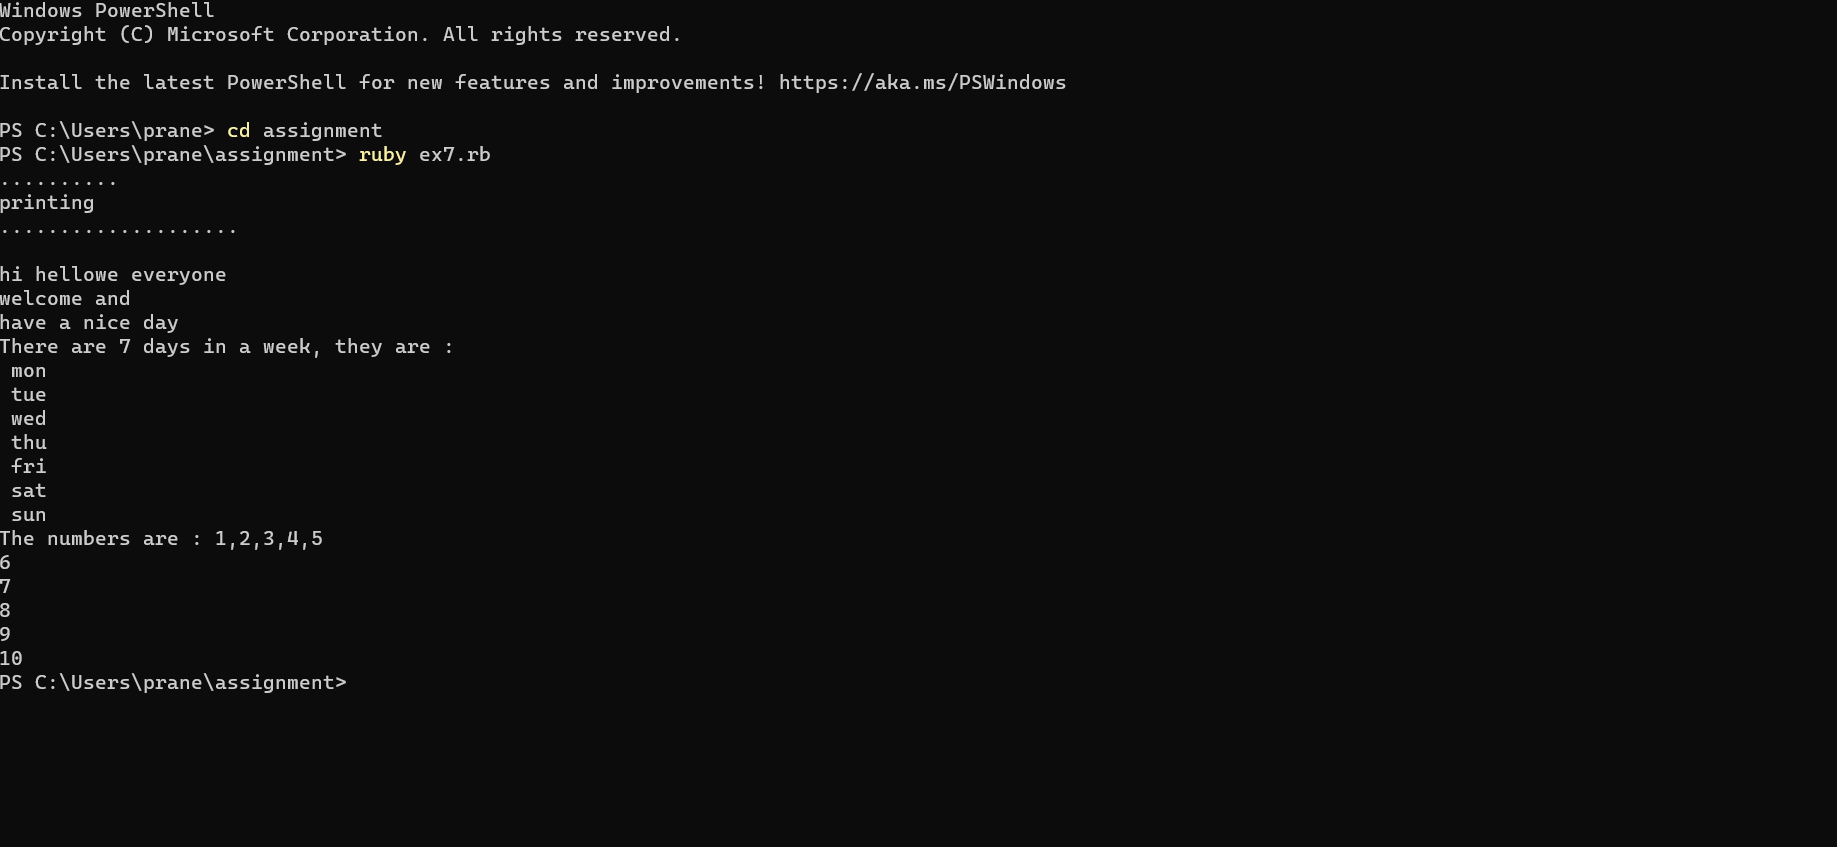 Windows PowerShell
Copyright (C) Microsoft Corporation. All rights reserved.
Install the latest PowerShell for new features and improvements! https://aka.ms/PSWindows
PS C:\Users\prane> cd assignment
PS C:\Users\prane\assignment> ruby ex7.rb
..........
printing
....................
hi hellowe everyone
welcome and
have a nice day
There are 7 days in a week, they are :
 mon
 tue
 wed
 thu
 fri
 sat
 sun
The numbers are : 1,2,3,4,5
6
7
8
9
10
PS C:\Users\prane\assignment>